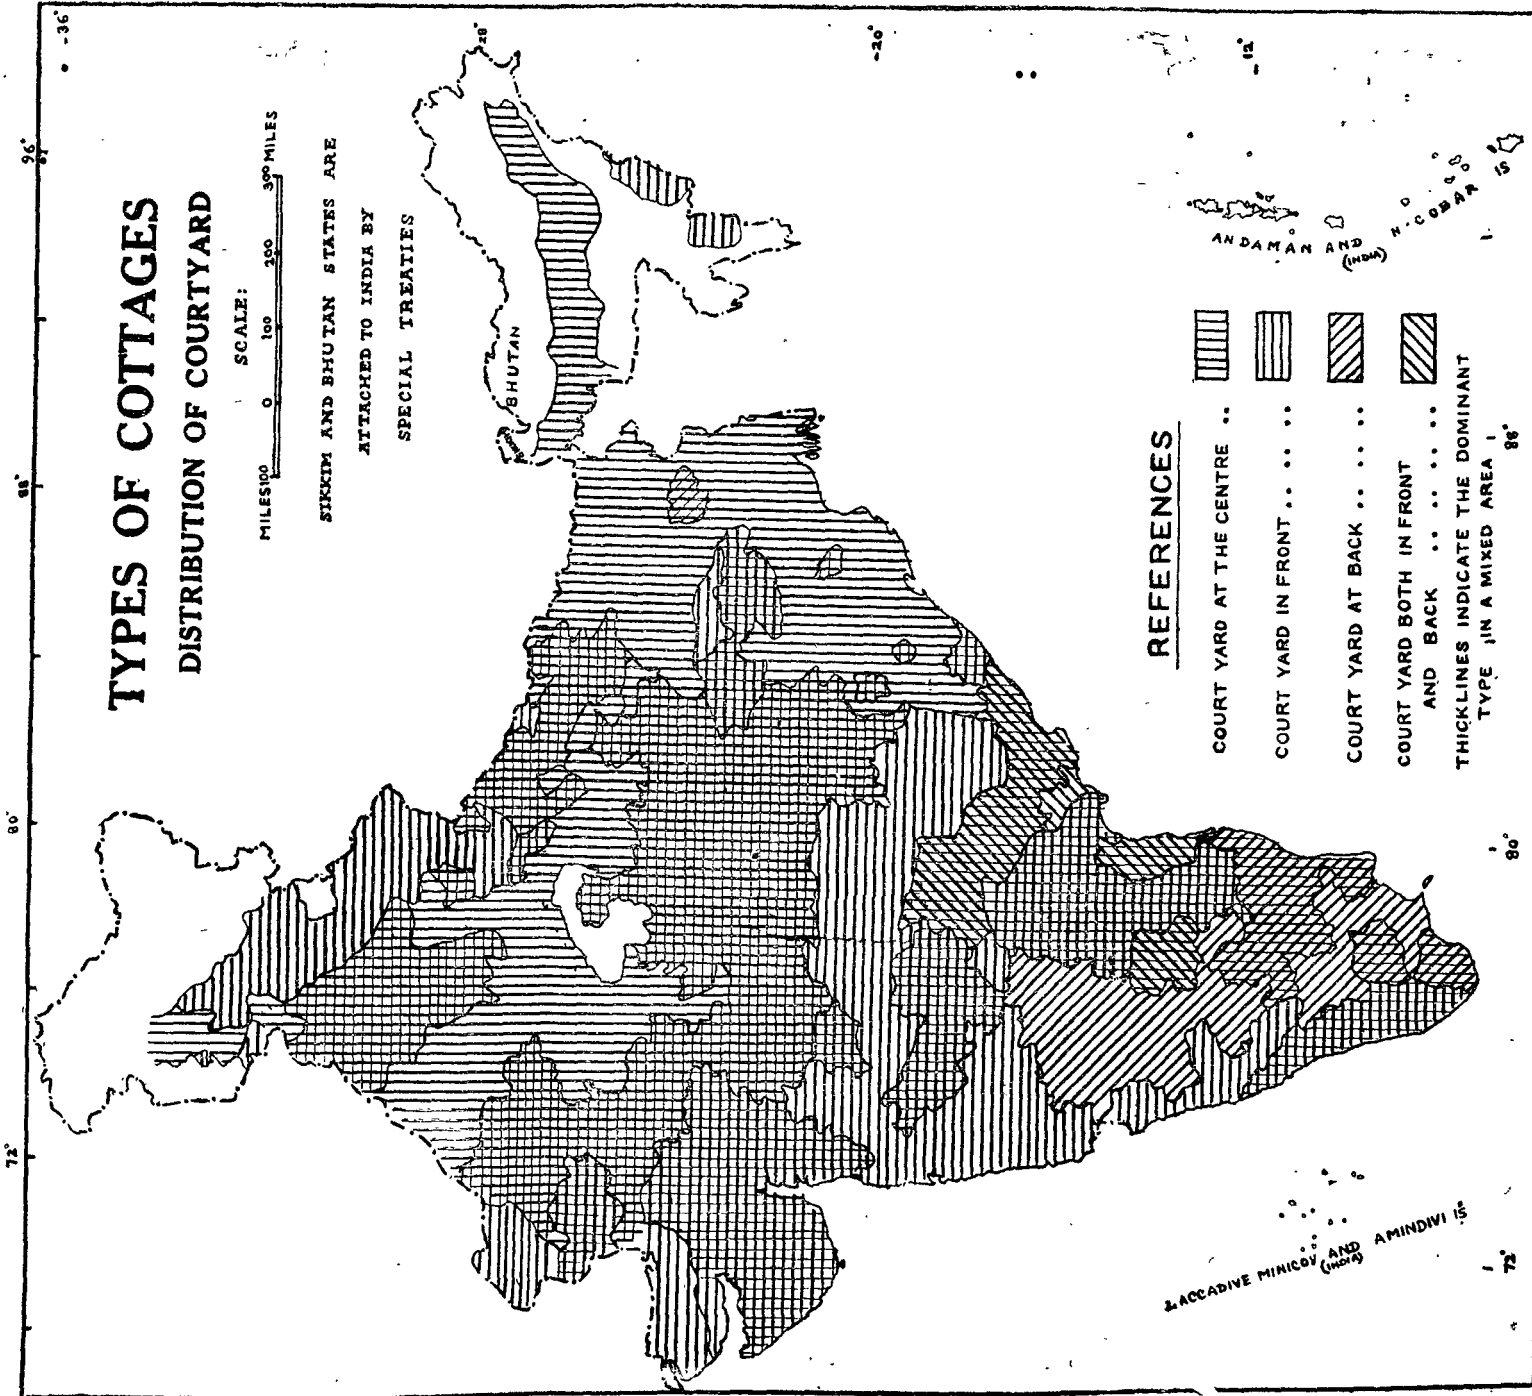 TYPES OF COTTAGES
DISTRIBUTION OF COURTYARD
SCALE:
MILES 100 0 100 200 300 MILES
SIKKIM AND BHUTAN STATES ARE
ATTACHED TO INDIA BY
SPECIAL TREATIES
72°
80°
88°
96°
36°
28°
20°
12°
BHUTAN
REFERENCES
COURT YARD AT THE CENTRE ..
COURT YARD IN FRONT .. .. .. ..
COURT YARD AT BACK .. .. .. ..
COURT YARD BOTH IN FRONT
AND BACK .. .. .. .. ..
THICKLINES INDICATE THE DOMINANT
TYPE IN A MIXED AREA
ANDAMAN AND N·COBAR IS
(INDIA)
LACCADIVE MINICOY AND AMINDIVI IS
(INDIA)
72°
80°
86°